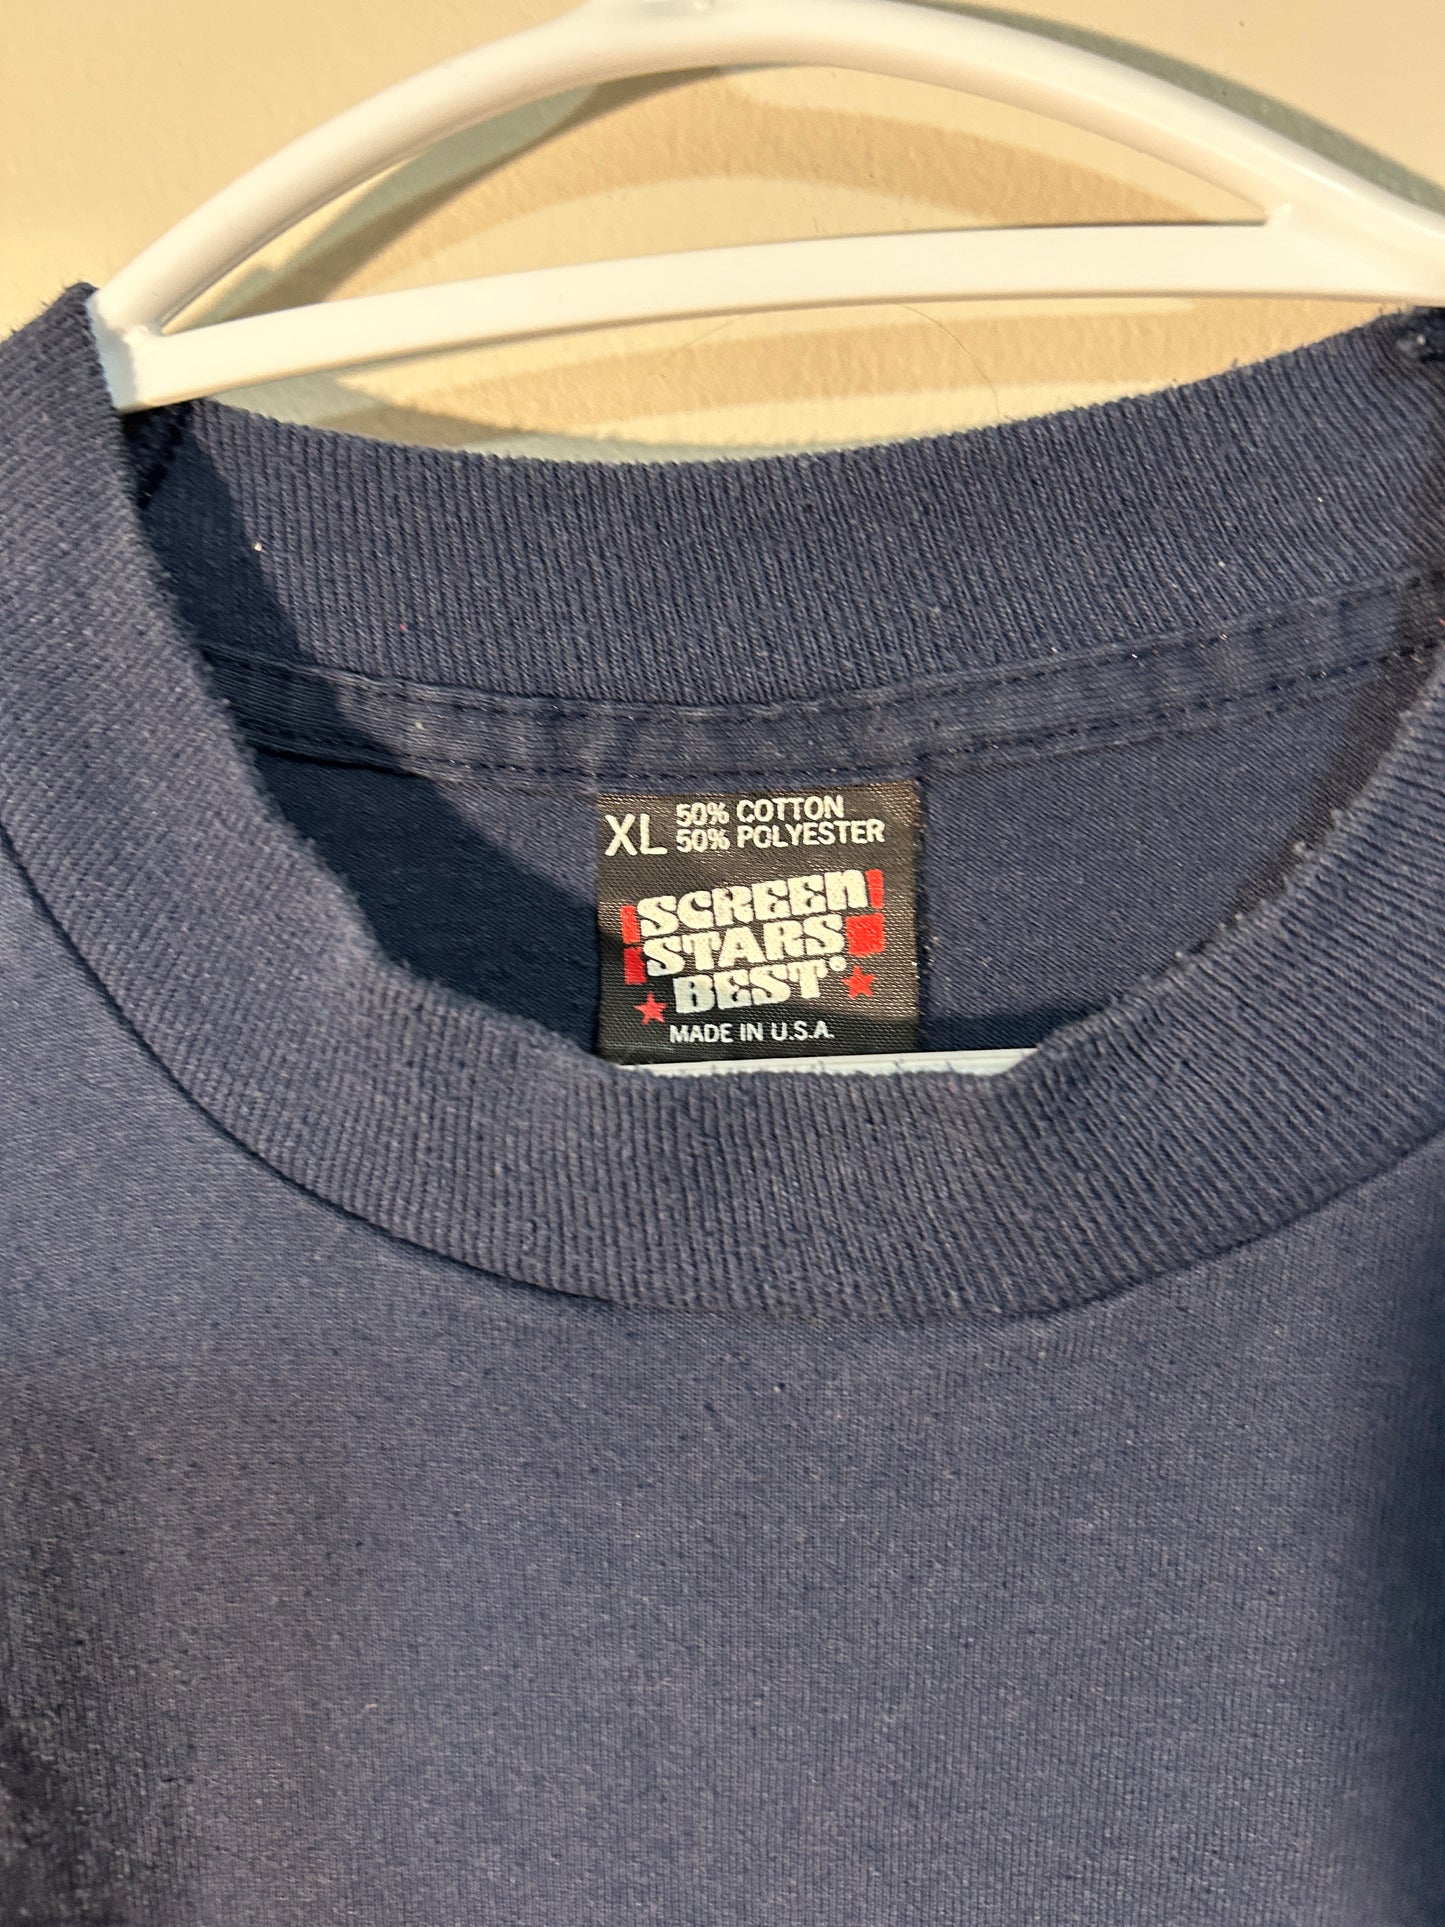 XL 50% COTTON
50% POLYESTER
SCREEN
STARS
BEST®
MADE IN U.S.A.